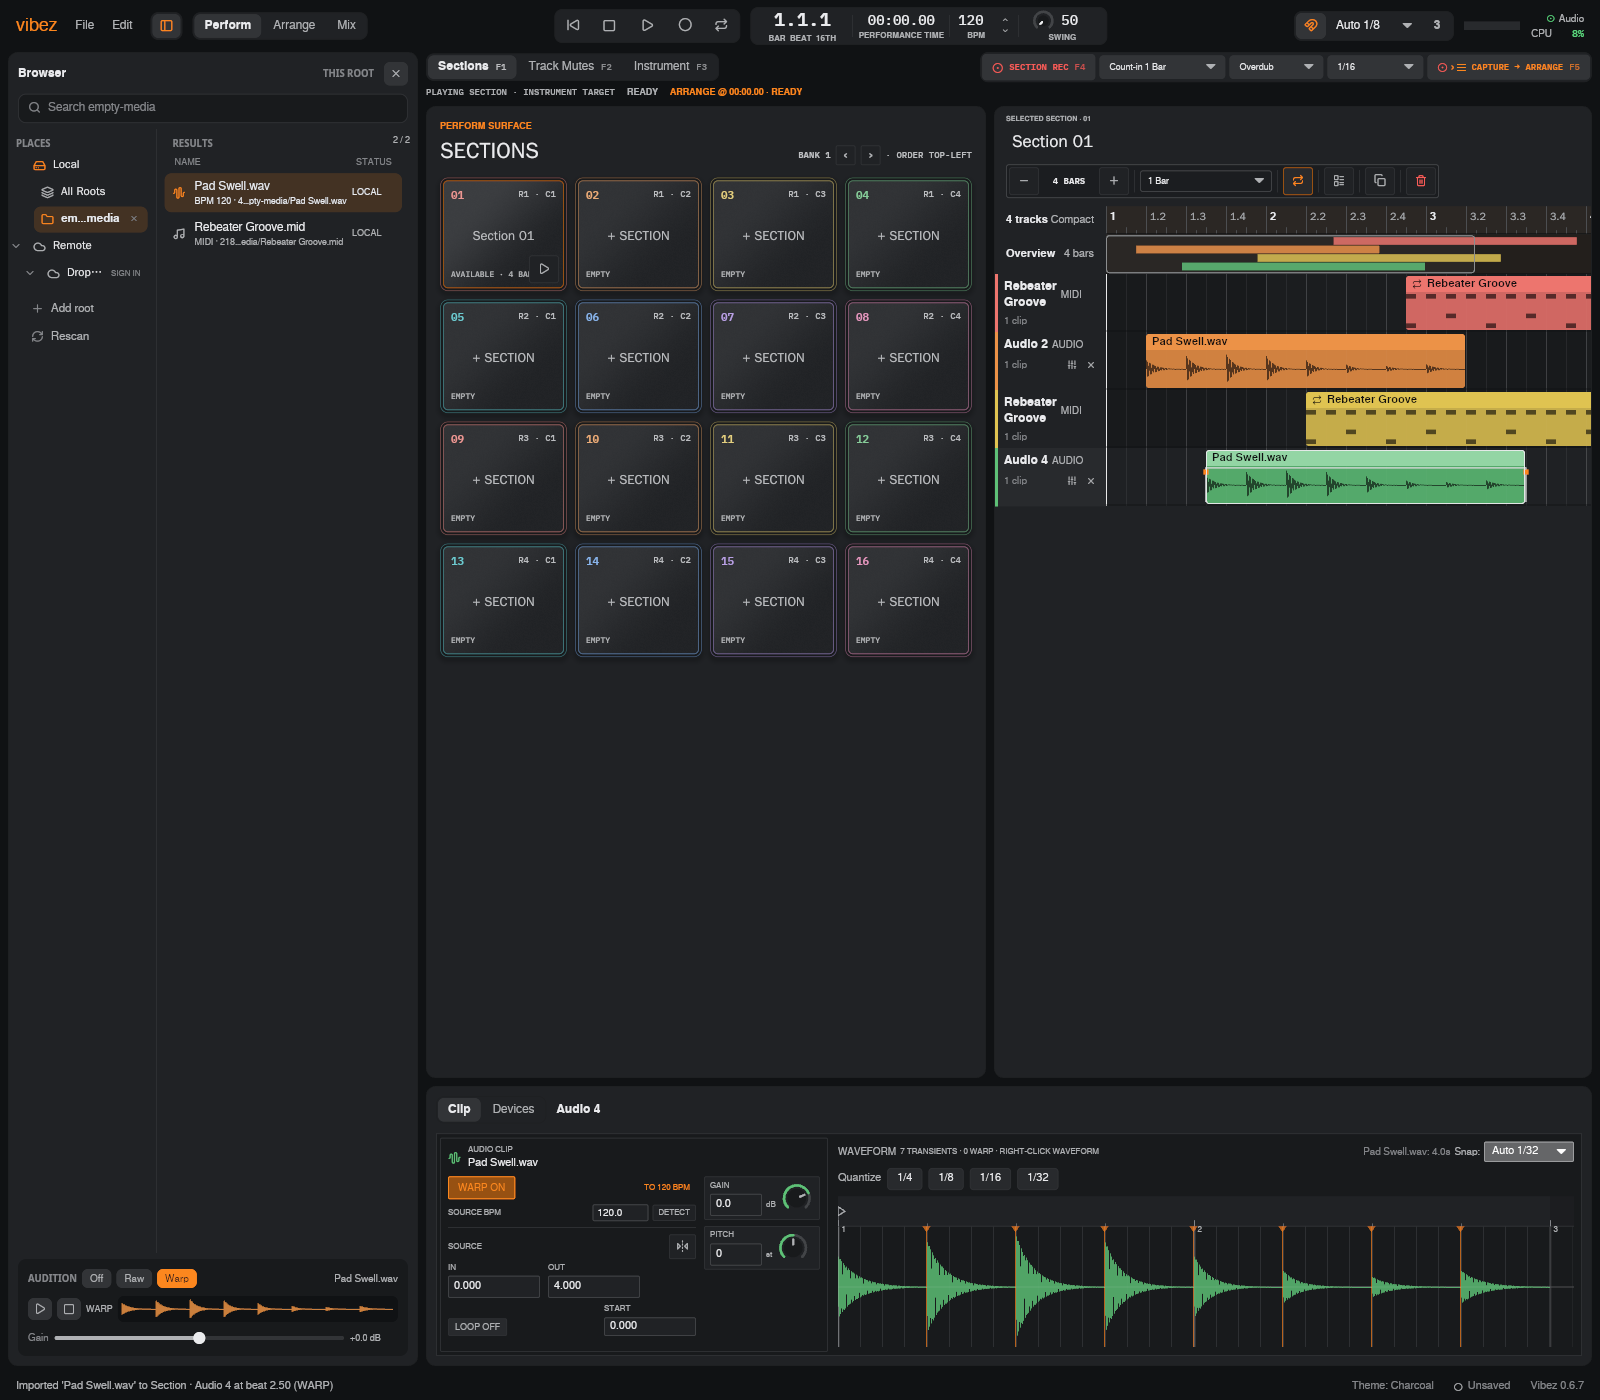 vibez File Edit Perform Arrange Mix
1.1.1 BAR BEAT 16TH
00:00.00 PERFORMANCE TIME
120 BPM
50 SWING
Auto 1/8 3
Audio
CPU 8%
Browser THIS ROOT
Search empty-media
PLACES
Local
All Roots
em...media
Remote
Drop··· SIGN IN
Add root
Rescan
RESULTS 2/2
NAME STATUS
Pad Swell.wav LOCAL
BPM 120 · 4...pty-media/Pad Swell.wav
Rebeater Groove.mid LOCAL
MIDI · 218...edia/Rebeater Groove.mid
AUDITION Off Raw Warp Pad Swell.wav
WARP
Gain +0.0 dB
Sections F1 Track Mutes F2 Instrument F3
SECTION REC F4 Count-in 1 Bar Overdub 1/16 CAPTURE → ARRANGE F5
PLAYING SECTION · INSTRUMENT TARGET READY ARRANGE @ 00:00.00 · READY
PERFORM SURFACE
SECTIONS BANK 1 ‹ › · ORDER TOP-LEFT
01 R1 · C1 02 R1 · C2 03 R1 · C3 04 R1 · C4
Section 01 + SECTION + SECTION + SECTION
AVAILABLE · 4 BA EMPTY EMPTY EMPTY
05 R2 · C1 06 R2 · C2 07 R2 · C3 08 R2 · C4
+ SECTION + SECTION + SECTION + SECTION
EMPTY EMPTY EMPTY EMPTY
09 R3 · C1 10 R3 · C2 11 R3 · C3 12 R3 · C4
+ SECTION + SECTION + SECTION + SECTION
EMPTY EMPTY EMPTY EMPTY
13 R4 · C1 14 R4 · C2 15 R4 · C3 16 R4 · C4
+ SECTION + SECTION + SECTION + SECTION
EMPTY EMPTY EMPTY EMPTY
SELECTED SECTION · 01
Section 01
4 BARS 1 Bar
4 tracks Compact 1 1.2 1.3 1.4 2 2.2 2.3 2.4 3 3.2 3.3 3.4
Overview 4 bars
Rebeater Groove MIDI
1 clip
Rebeater Groove
Audio 2 AUDIO
1 clip
Pad Swell.wav
Rebeater Groove MIDI
1 clip
Rebeater Groove
Audio 4 AUDIO
1 clip
Pad Swell.wav
Clip Devices Audio 4
AUDIO CLIP
Pad Swell.wav
WARP ON TO 120 BPM
SOURCE BPM 120.0 DETECT
SOURCE
IN OUT
0.000 4.000
START
LOOP OFF 0.000
GAIN
0.0 dB
PITCH
0 st
WAVEFORM 7 TRANSIENTS · 0 WARP · RIGHT-CLICK WAVEFORM Pad Swell.wav: 4.0s Snap: Auto 1/32
Quantize 1/4 1/8 1/16 1/32
1 2 3
Imported 'Pad Swell.wav' to Section · Audio 4 at beat 2.50 (WARP) Theme: Charcoal Unsaved Vibez 0.6.7